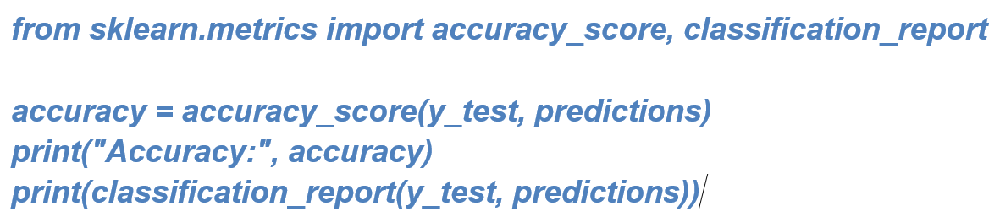 from sklearn.metrics import accuracy_score, classification_report
accuracy = accuracy_score(y_test, predictions)
print("Accuracy:", accuracy)
print(classification_report(y_test, predictions))